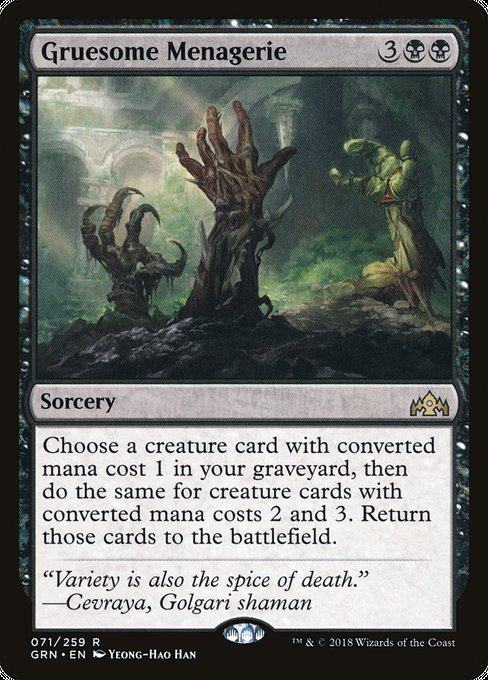 Gruesome Menagerie 3
Sorcery
Choose a creature card with converted
mana cost 1 in your graveyard, then
do the same for creature cards with
converted mana costs 2 and 3. Return
those cards to the battlefield.
“Variety is also the spice of death.”
—Cevraya, Golgari shaman
071/259 R
GRN • EN Yeong-Hao Han
™ & © 2018 Wizards of the Coast